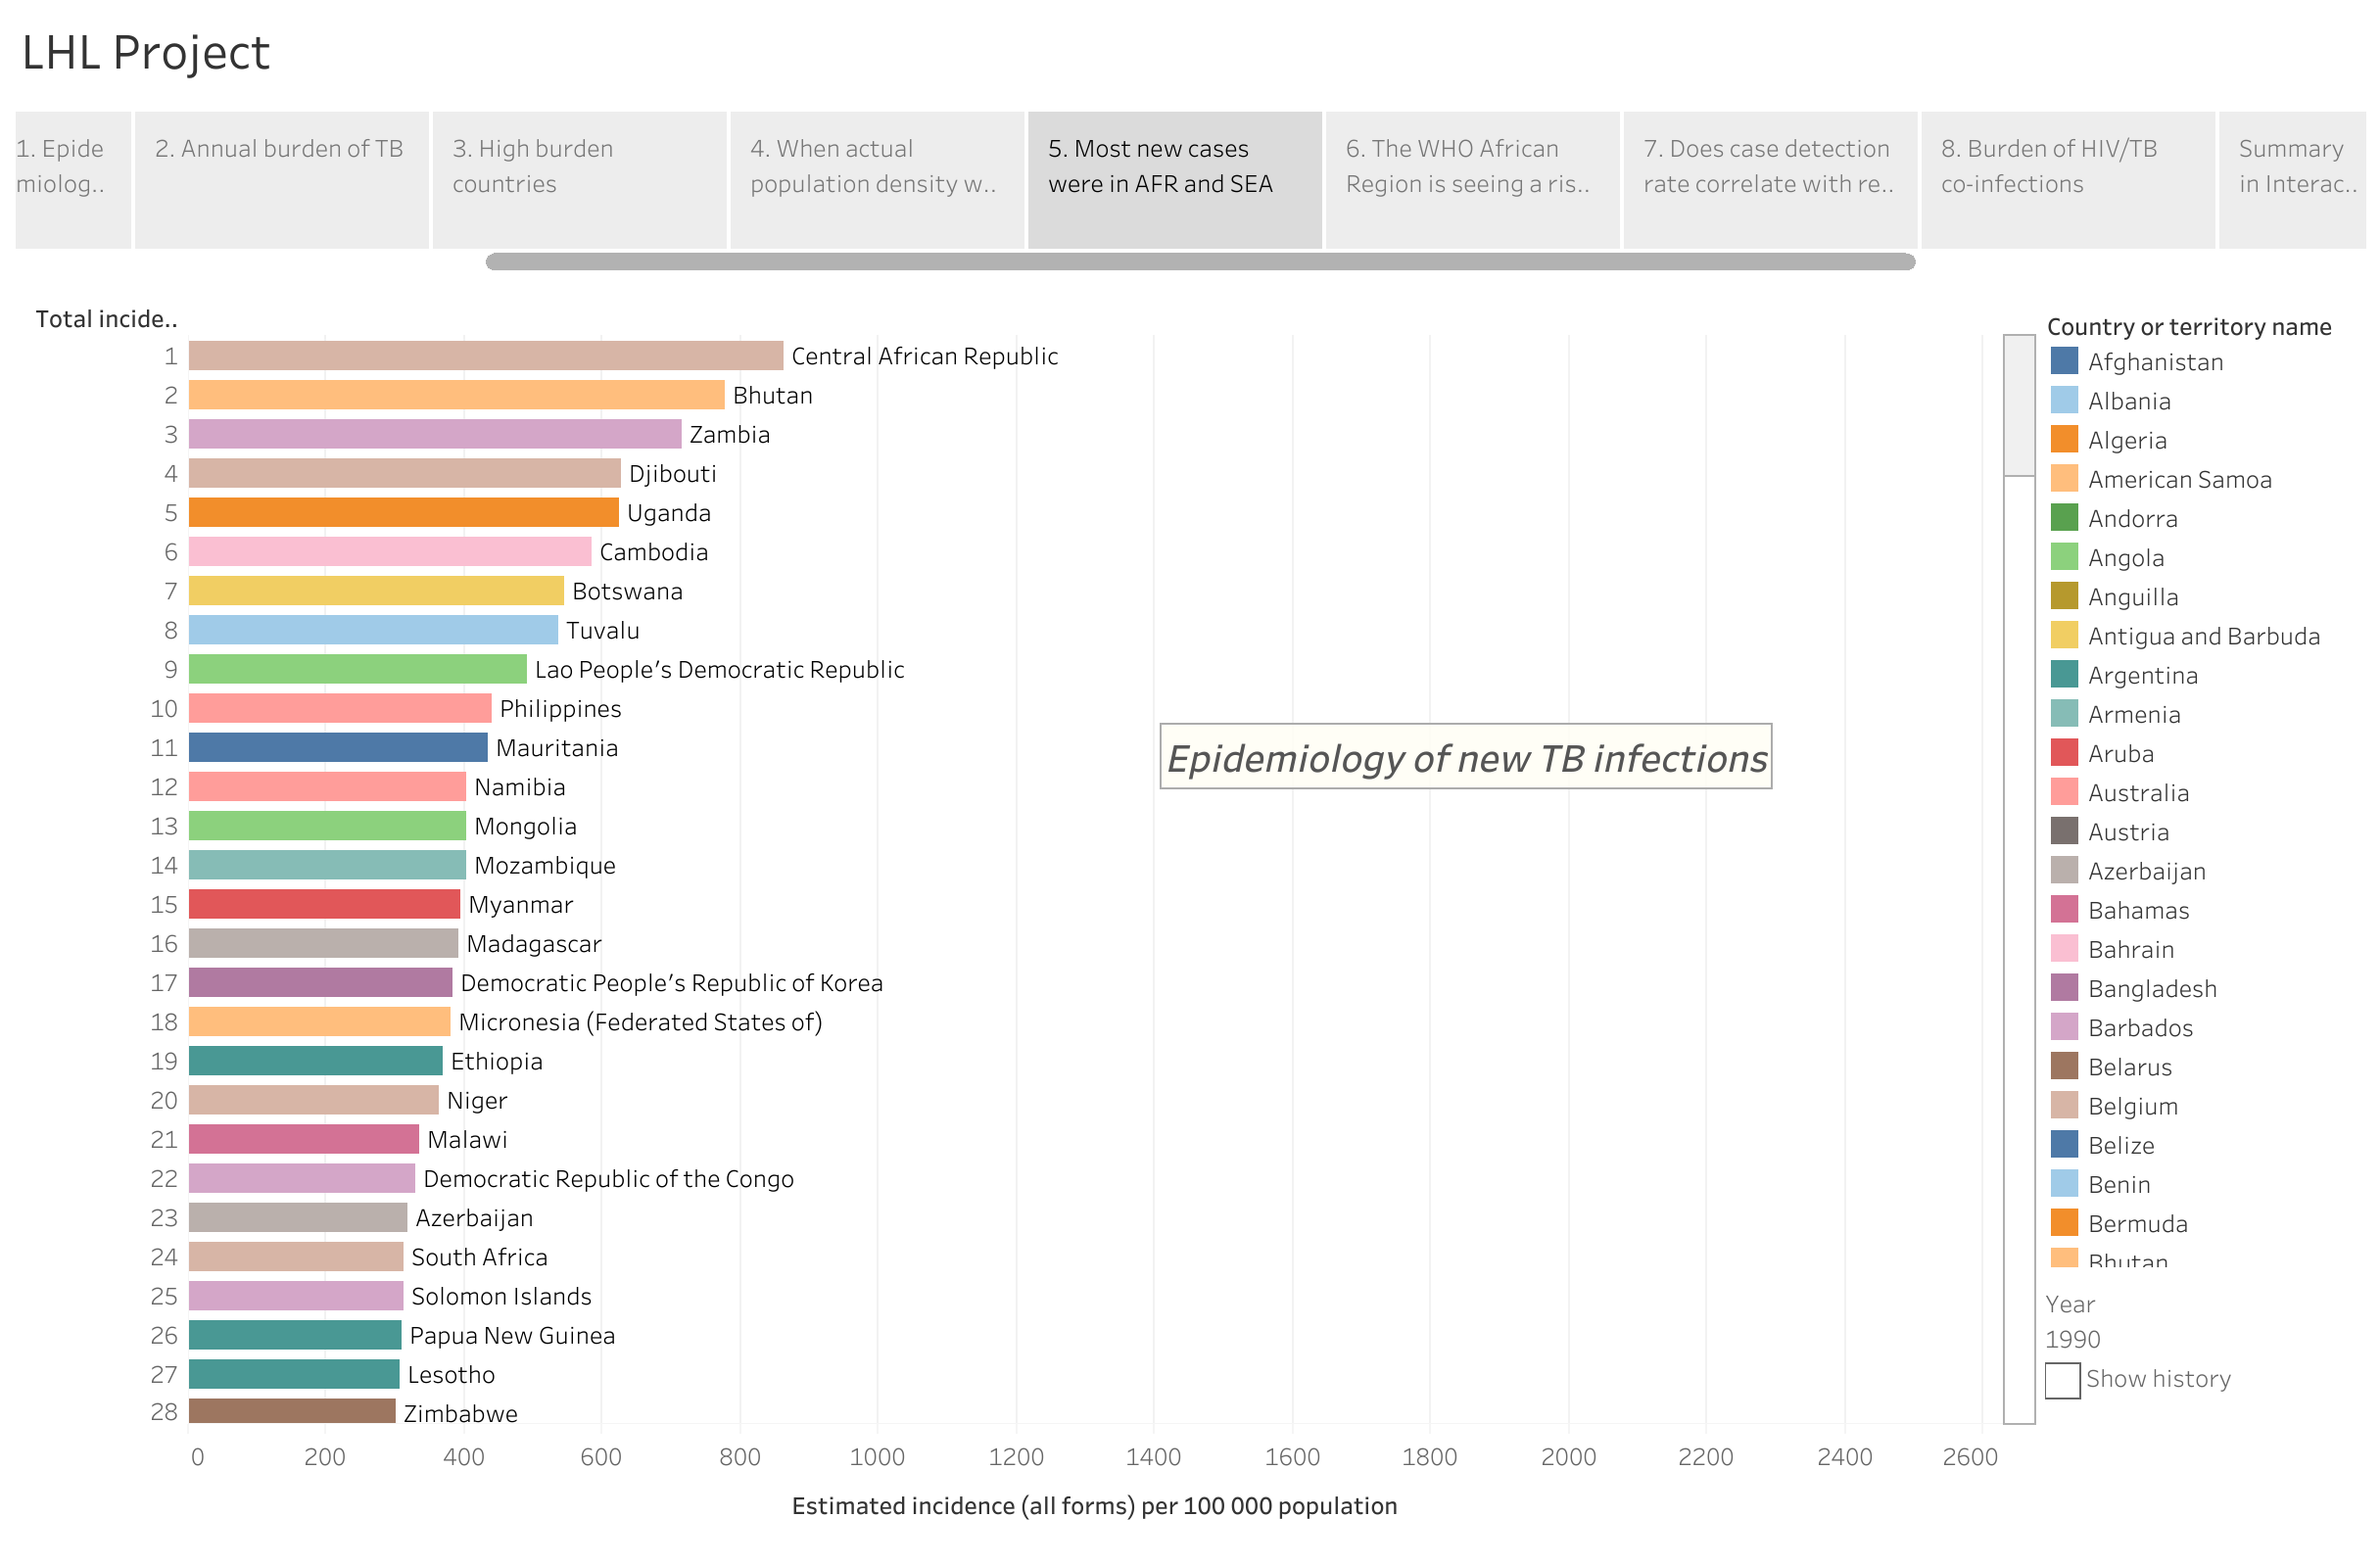 LHL Project
1. Epide
miolog..
2. Annual burden of TB
3. High burden
countries
4. When actual
population density w..
5. Most new cases
were in AFR and SEA
6. The WHO African
Region is seeing a ris..
7. Does case detection
rate correlate with re..
8. Burden of HIV/TB
co-infections
Summary
in Interac..
Total incide..
1 Central African Republic
2 Bhutan
3 Zambia
4 Djibouti
5 Uganda
6 Cambodia
7 Botswana
8 Tuvalu
9 Lao People's Democratic Republic
10 Philippines
11 Mauritania
12 Namibia
13 Mongolia
14 Mozambique
15 Myanmar
16 Madagascar
17 Democratic People's Republic of Korea
18 Micronesia (Federated States of)
19 Ethiopia
20 Niger
21 Malawi
22 Democratic Republic of the Congo
23 Azerbaijan
24 South Africa
25 Solomon Islands
26 Papua New Guinea
27 Lesotho
28 Zimbabwe
0 200 400 600 800 1000 1200 1400 1600 1800 2000 2200 2400 2600
Estimated incidence (all forms) per 100 000 population
Epidemiology of new TB infections
Country or territory name
Afghanistan
Albania
Algeria
American Samoa
Andorra
Angola
Anguilla
Antigua and Barbuda
Argentina
Armenia
Aruba
Australia
Austria
Azerbaijan
Bahamas
Bahrain
Bangladesh
Barbados
Belarus
Belgium
Belize
Benin
Bermuda
Bhutan
Year
1990
Show history